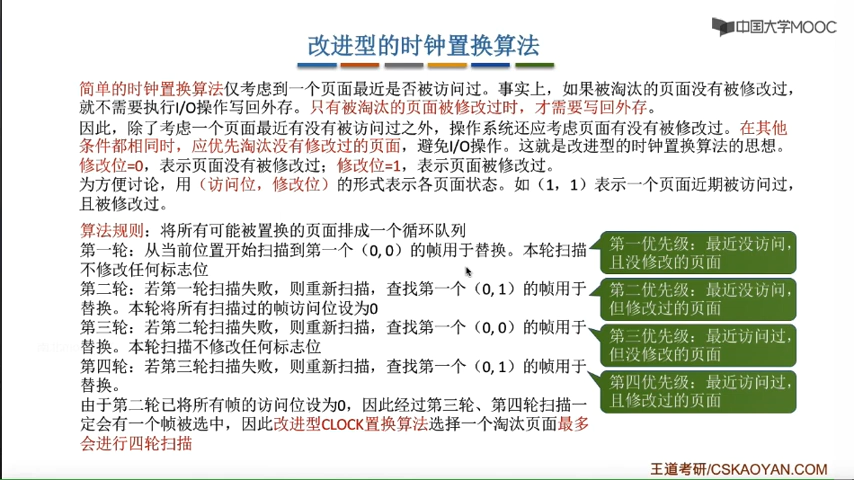 中国大学MOOC
改进型的时钟置换算法
简单的时钟置换算法仅考虑到一个页面最近是否被访问过。事实上，如果被淘汰的页面没有被修改过，
就不需要执行I/O操作写回外存。只有被淘汰的页面被修改过时，才需要写回外存。
因此，除了考虑一个页面最近有没有被访问过之外，操作系统还应考虑页面有没有被修改过。在其他
条件都相同时，应优先淘汰没有修改过的页面，避免I/O操作。这就是改进型的时钟置换算法的思想。
修改位=0，表示页面没有被修改过；修改位=1，表示页面被修改过。
为方便讨论，用（访问位，修改位）的形式表示各页面状态。如（1，1）表示一个页面近期被访问过，
且被修改过。
算法规则：将所有可能被置换的页面排成一个循环队列
第一轮：从当前位置开始扫描到第一个（0, 0）的帧用于替换。本轮扫描
不修改任何标志位
第二轮：若第一轮扫描失败，则重新扫描，查找第一个（0, 1）的帧用于
替换。本轮将所有扫描过的帧访问位设为0
第三轮：若第二轮扫描失败，则重新扫描，查找第一个（0, 0）的帧用于
替换。本轮扫描不修改任何标志位
第四轮：若第三轮扫描失败，则重新扫描，查找第一个（0, 1）的帧用于
替换。
由于第二轮已将所有帧的访问位设为0，因此经过第三轮、第四轮扫描一
定会有一个帧被选中，因此改进型CLOCK置换算法选择一个淘汰页面最多
会进行四轮扫描
第一优先级：最近没访问，
且没修改的页面
第二优先级：最近没访问，
但修改过的页面
第三优先级：最近访问过，
但没修改的页面
第四优先级：最近访问过，
且修改过的页面
王道考研/CSKAOYAN.COM